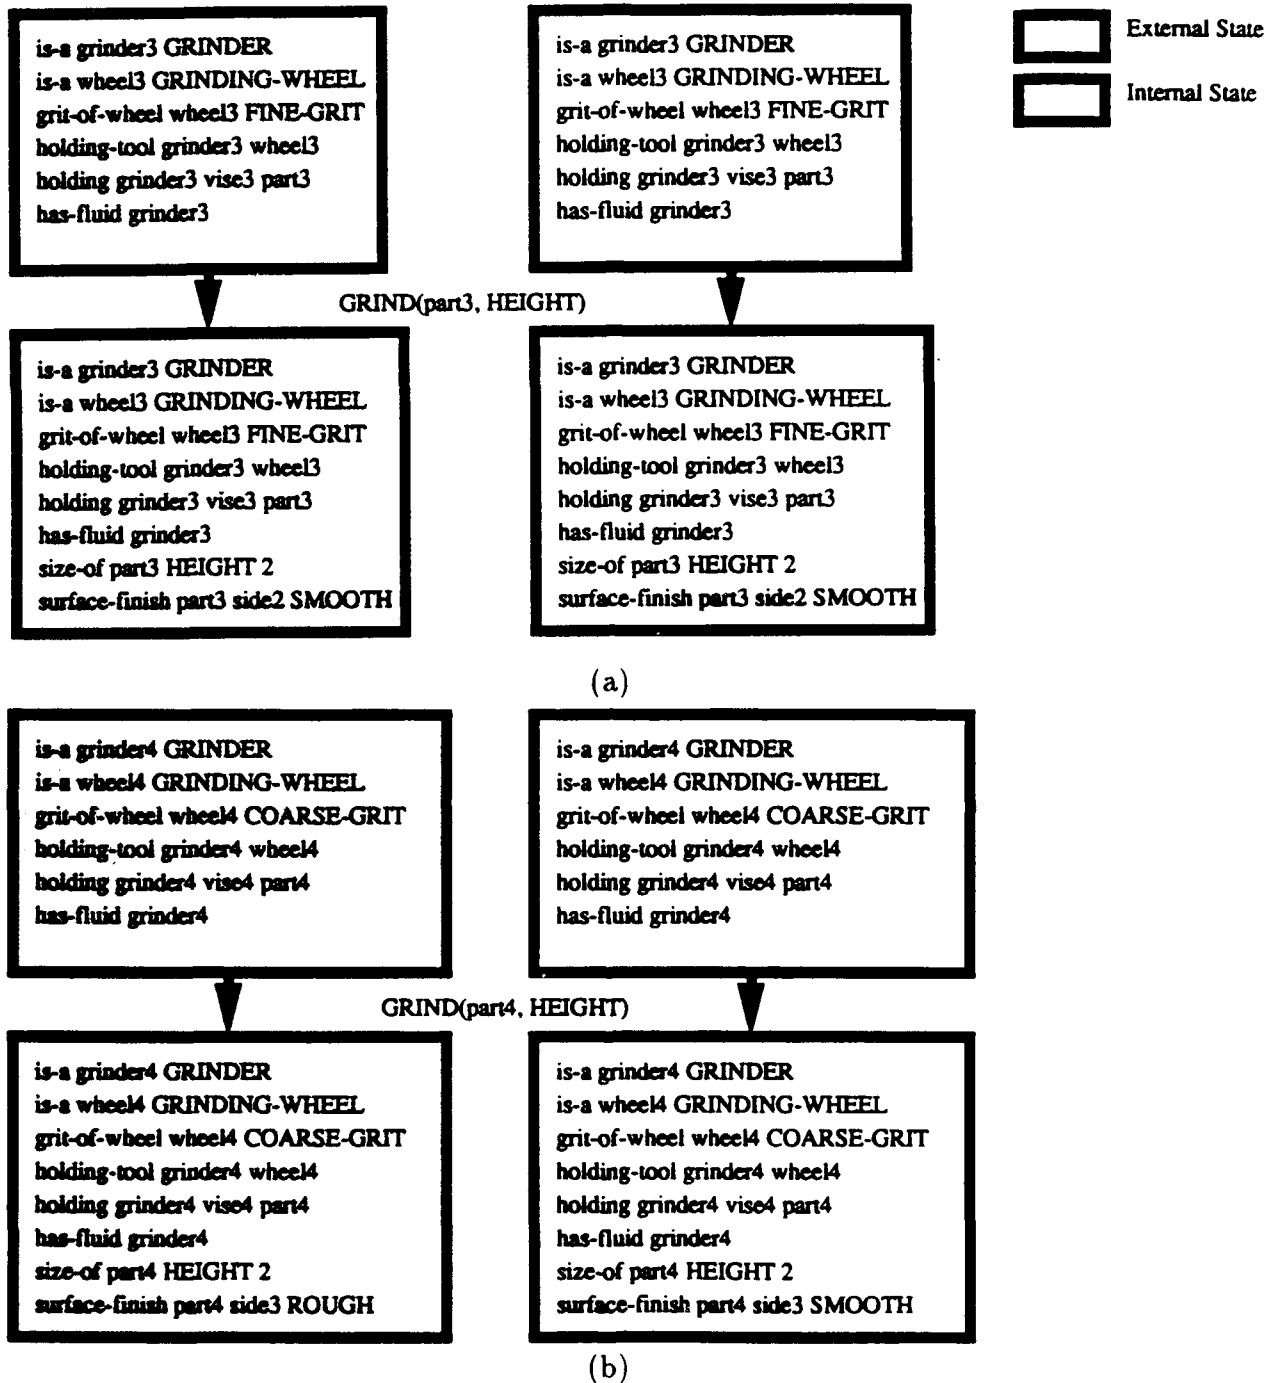 is-a grinder3 GRINDER
is-a wheel3 GRINDING-WHEEL
grit-of-wheel wheel3 FINE-GRIT
holding-tool grinder3 wheel3
holding grinder3 vise3 part3
has-fluid grinder3
is-a grinder3 GRINDER
is-a wheel3 GRINDING-WHEEL
grit-of-wheel wheel3 FINE-GRIT
holding-tool grinder3 wheel3
holding grinder3 vise3 part3
has-fluid grinder3
External State
Internal State
GRIND(part3, HEIGHT)
is-a grinder3 GRINDER
is-a wheel3 GRINDING-WHEEL
grit-of-wheel wheel3 FINE-GRIT
holding-tool grinder3 wheel3
holding grinder3 vise3 part3
has-fluid grinder3
size-of part3 HEIGHT 2
surface-finish part3 side2 SMOOTH
is-a grinder3 GRINDER
is-a wheel3 GRINDING-WHEEL
grit-of-wheel wheel3 FINE-GRIT
holding-tool grinder3 wheel3
holding grinder3 vise3 part3
has-fluid grinder3
size-of part3 HEIGHT 2
surface-finish part3 side2 SMOOTH
(a)
is-a grinder4 GRINDER
is-a wheel4 GRINDING-WHEEL
grit-of-wheel wheel4 COARSE-GRIT
holding-tool grinder4 wheel4
holding grinder4 vise4 part4
has-fluid grinder4
is-a grinder4 GRINDER
is-a wheel4 GRINDING-WHEEL
grit-of-wheel wheel4 COARSE-GRIT
holding-tool grinder4 wheel4
holding grinder4 vise4 part4
has-fluid grinder4
GRIND(part4, HEIGHT)
is-a grinder4 GRINDER
is-a wheel4 GRINDING-WHEEL
grit-of-wheel wheel4 COARSE-GRIT
holding-tool grinder4 wheel4
holding grinder4 vise4 part4
has-fluid grinder4
size-of part4 HEIGHT 2
surface-finish part4 side3 ROUGH
is-a grinder4 GRINDER
is-a wheel4 GRINDING-WHEEL
grit-of-wheel wheel4 COARSE-GRIT
holding-tool grinder4 wheel4
holding grinder4 vise4 part4
has-fluid grinder4
size-of part4 HEIGHT 2
surface-finish part4 side3 SMOOTH
(b)